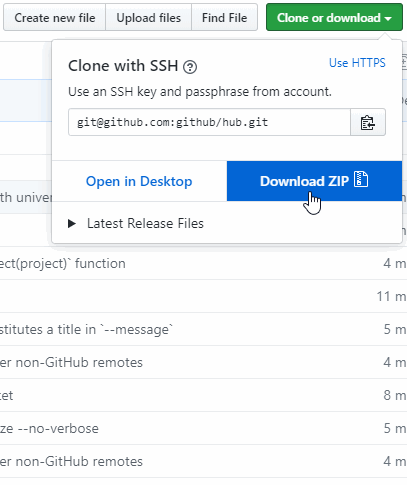 Create new file Upload files Find File Clone or download
Clone with SSH
Use HTTPS
Use an SSH key and passphrase from account.
git@github.com:github/hub.git
Open in Desktop Download ZIP
Latest Release Files
ect(project)` function 4 m
11 m
stitutes a title in `--message` 5 m
er non-GitHub remotes 4 m
ket 8 m
ze --no-verbose 5 m
er non-GitHub remotes 4 m